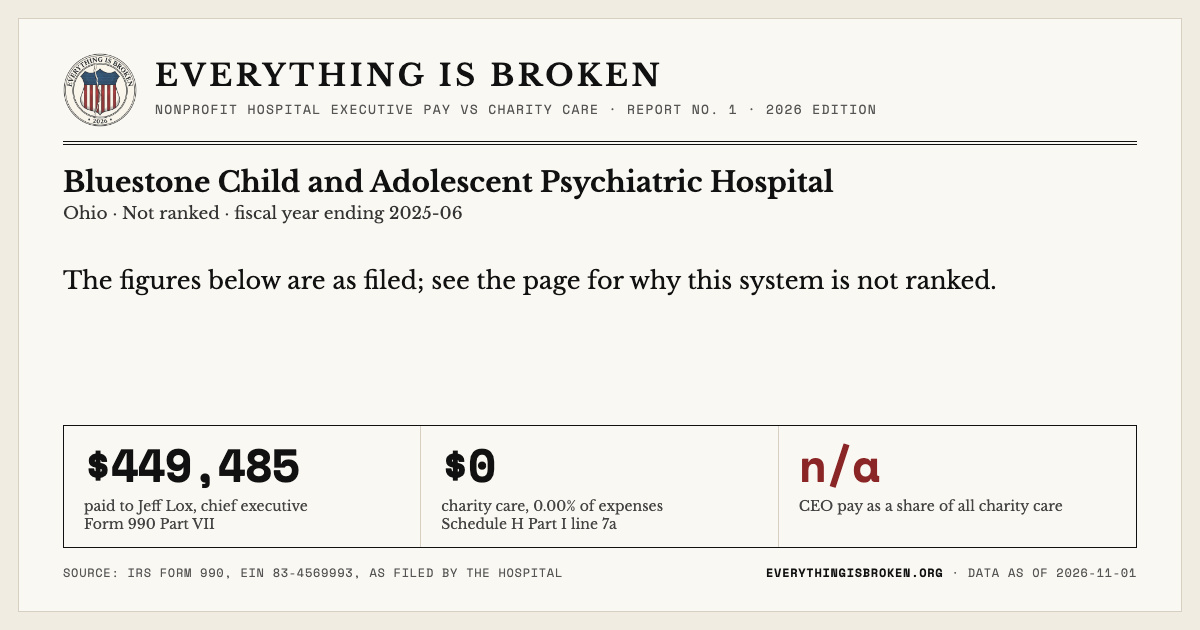 EVERYTHING IS BROKEN
2026
EVERYTHING IS BROKEN
NONPROFIT HOSPITAL EXECUTIVE PAY VS CHARITY CARE · REPORT NO. 1 · 2026 EDITION
Bluestone Child and Adolescent Psychiatric Hospital
Ohio · Not ranked · fiscal year ending 2025-06
The figures below are as filed; see the page for why this system is not ranked.
$449,485
paid to Jeff Lox, chief executive
Form 990 Part VII
$0
charity care, 0.00% of expenses
Schedule H Part I line 7a
n/a
CEO pay as a share of all charity care
SOURCE: IRS FORM 990, EIN 83-4569993, AS FILED BY THE HOSPITAL
EVERYTHINGISBROKEN.ORG · DATA AS OF 2026-11-01